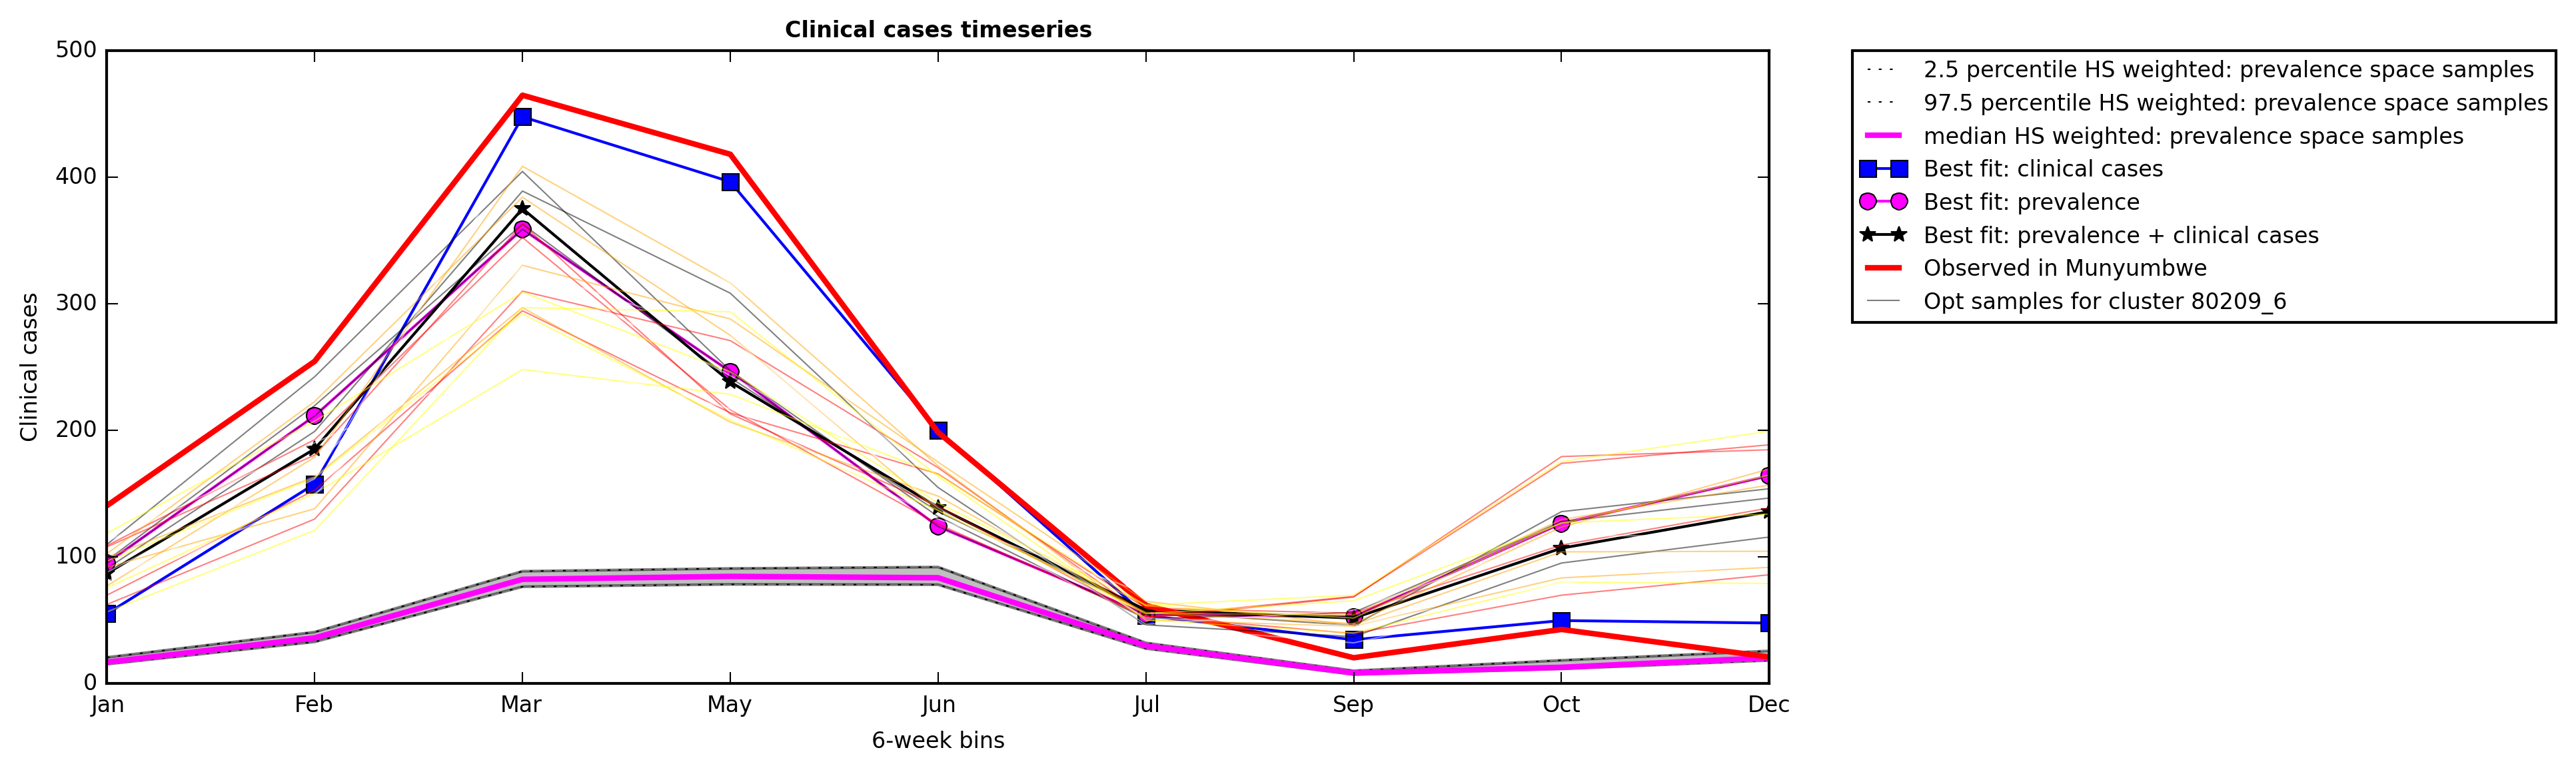 Clinical cases timeseries
500
400
300
200
100
0
Clinical cases
Jan Feb Mar May Jun Jul Sep Oct Dec
6-week bins
2.5 percentile HS weighted: prevalence space samples
97.5 percentile HS weighted: prevalence space samples
median HS weighted: prevalence space samples
Best fit: clinical cases
Best fit: prevalence
Best fit: prevalence + clinical cases
Observed in Munyumbwe
Opt samples for cluster 80209_6